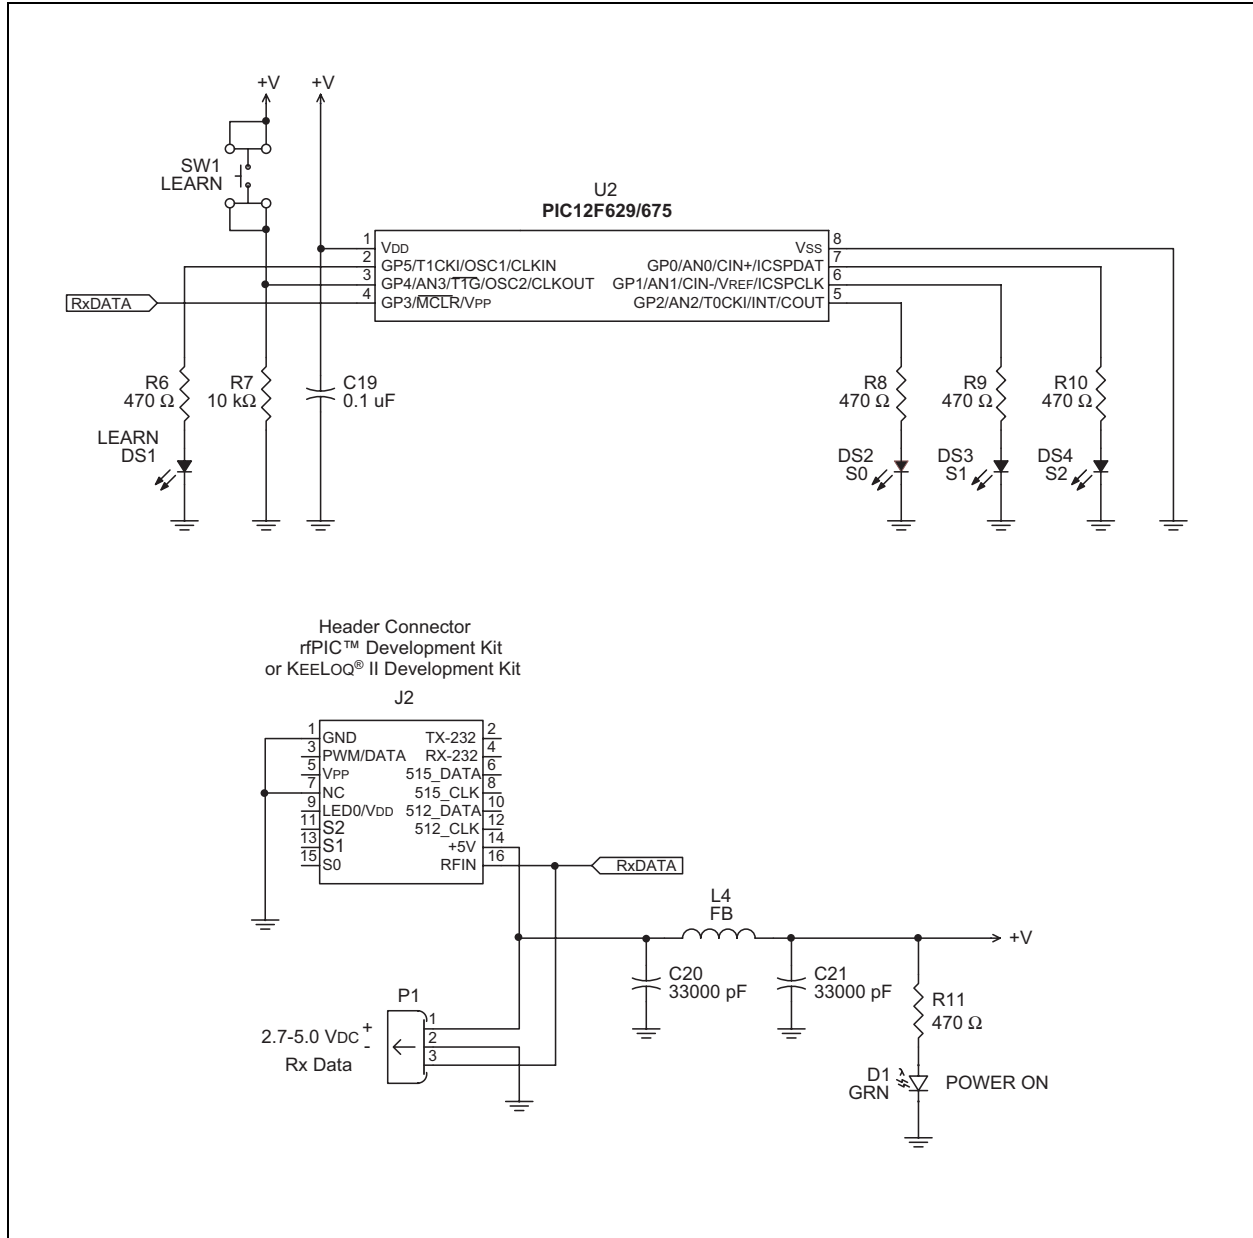 +V
+V
SW1
LEARN
U2
PIC12F629/675
1
VDD
VSS
8
2
GP5/T1CKI/OSC1/CLKIN
GP0/AN0/CIN+/ICSPDAT
7
3
GP4/AN3/T1G/OSC2/CLKOUT
GP1/AN1/CIN-/VREF/ICSPCLK
6
RxDATA
4
GP3/MCLR/VPP
GP2/AN2/T0CKI/INT/COUT
5
R6
470 Ω
R7
10 kΩ
C19
0.1 uF
R8
470 Ω
R9
470 Ω
R10
470 Ω
LEARN
DS1
DS2
S0
DS3
S1
DS4
S2
Header Connector
rfPIC™ Development Kit
or KEELOQ® II Development Kit
J2
1
GND
TX-232
2
3
PWM/DATA
RX-232
4
5
VPP
515_DATA
6
7
NC
515_CLK
8
9
LED0/VDD
512_DATA
10
11
S2
512_CLK
12
13
S1
+5V
14
15
S0
RFIN
16
RxDATA
L4
FB
+V
C20
33000 pF
C21
33000 pF
R11
470 Ω
P1
1
2
3
2.7-5.0 VDC
+
-
Rx Data
D1
GRN
POWER ON